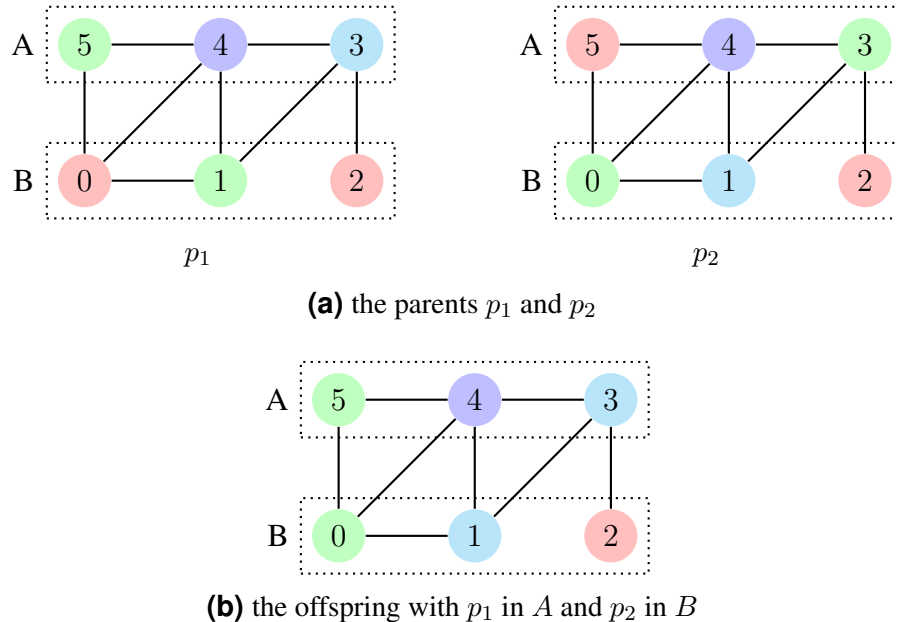 A 5 4 3 A 5 4 3
B 0 1 2 B 0 1 2
p1 p2
(a) the parents p1 and p2
A 5 4 3
B 0 1 2
(b) the offspring with p1 in A and p2 in B